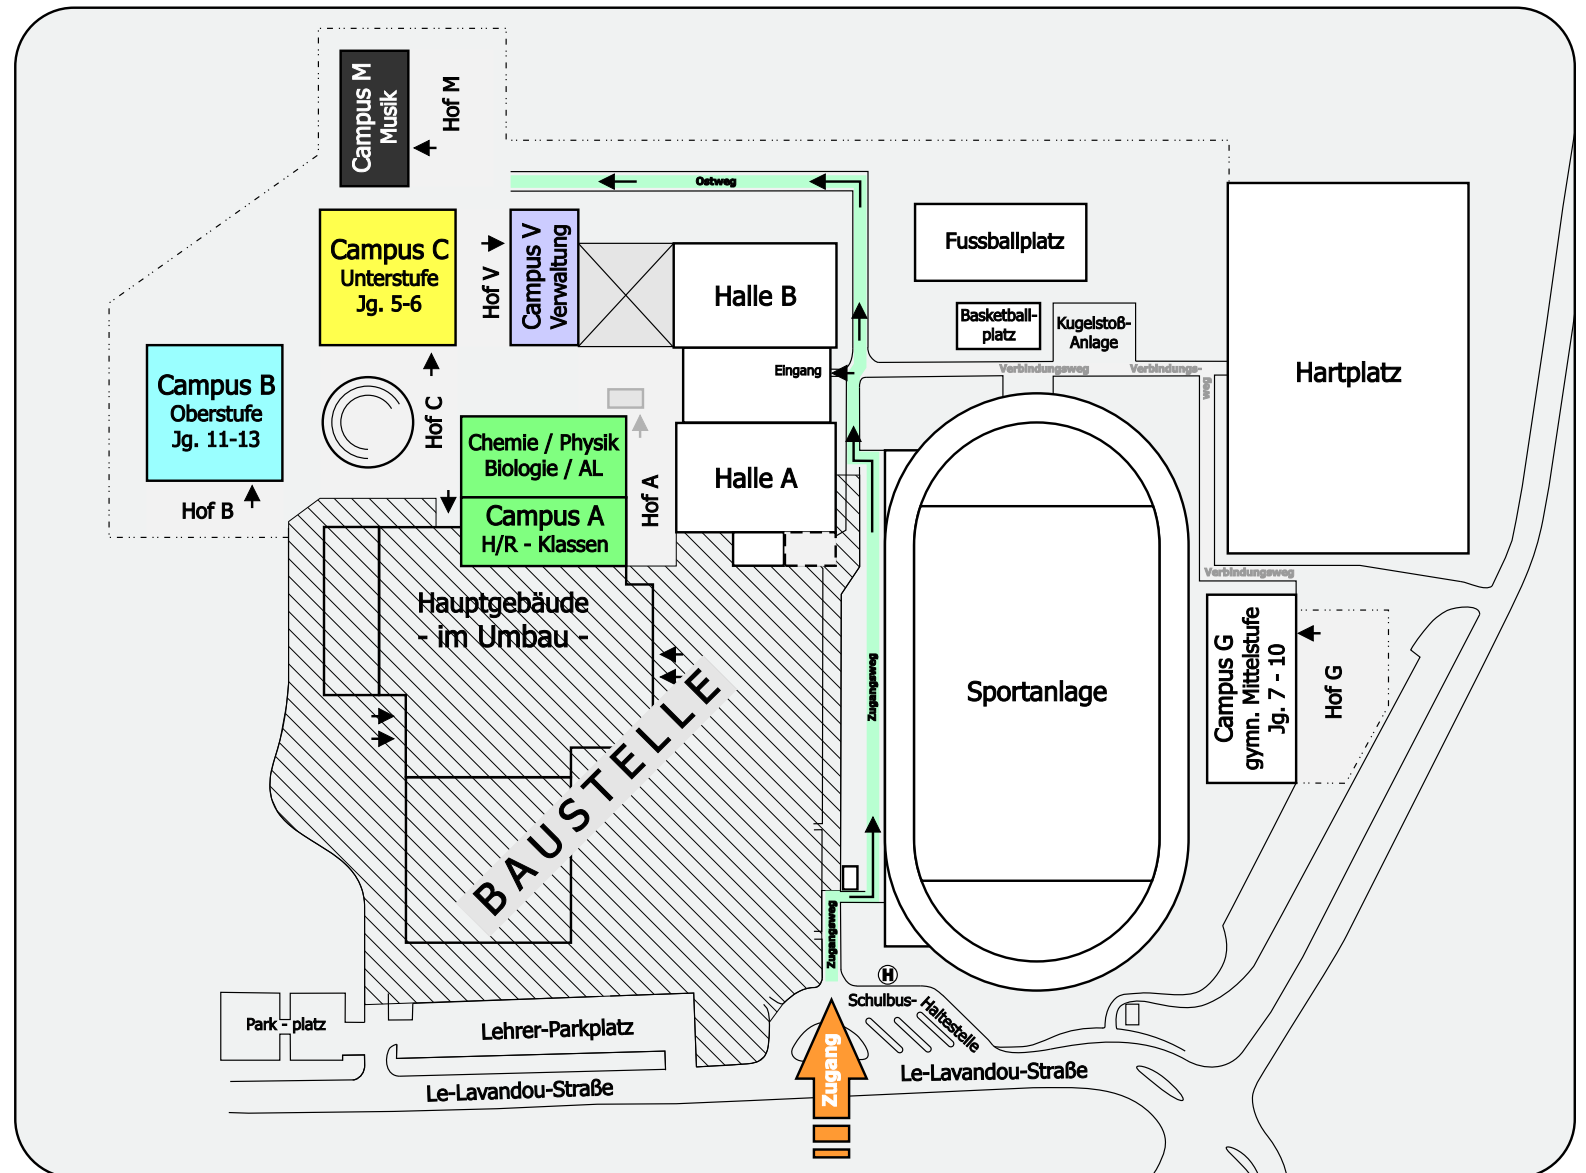 Campus M
Musik
Hof M
Ostweg
Campus C
Unterstufe
Jg. 5-6
Hof V
Campus V
Verwaltung
Halle B
Fussballplatz
Basketball-
platz
Kugelstoß-
Anlage
Hartplatz
Eingang
Verbindungsweg
Verbindungs-
weg
Campus B
Oberstufe
Jg. 11-13
Hof B
Hof C
Chemie / Physik
Biologie / AL
Campus A
H/R - Klassen
Hof A
Halle A
Verbindungsweg
Hauptgebäude
- im Umbau -
BAUSTELLE
Zugangsweg
Sportanlage
Campus G
gymn. Mittelstufe
Jg. 7 - 10
Hof G
Zugangsweg
H
Schulbus-Haltestelle
Park - platz
Lehrer-Parkplatz
Le-Lavandou-Straße
Zugang
Le-Lavandou-Straße